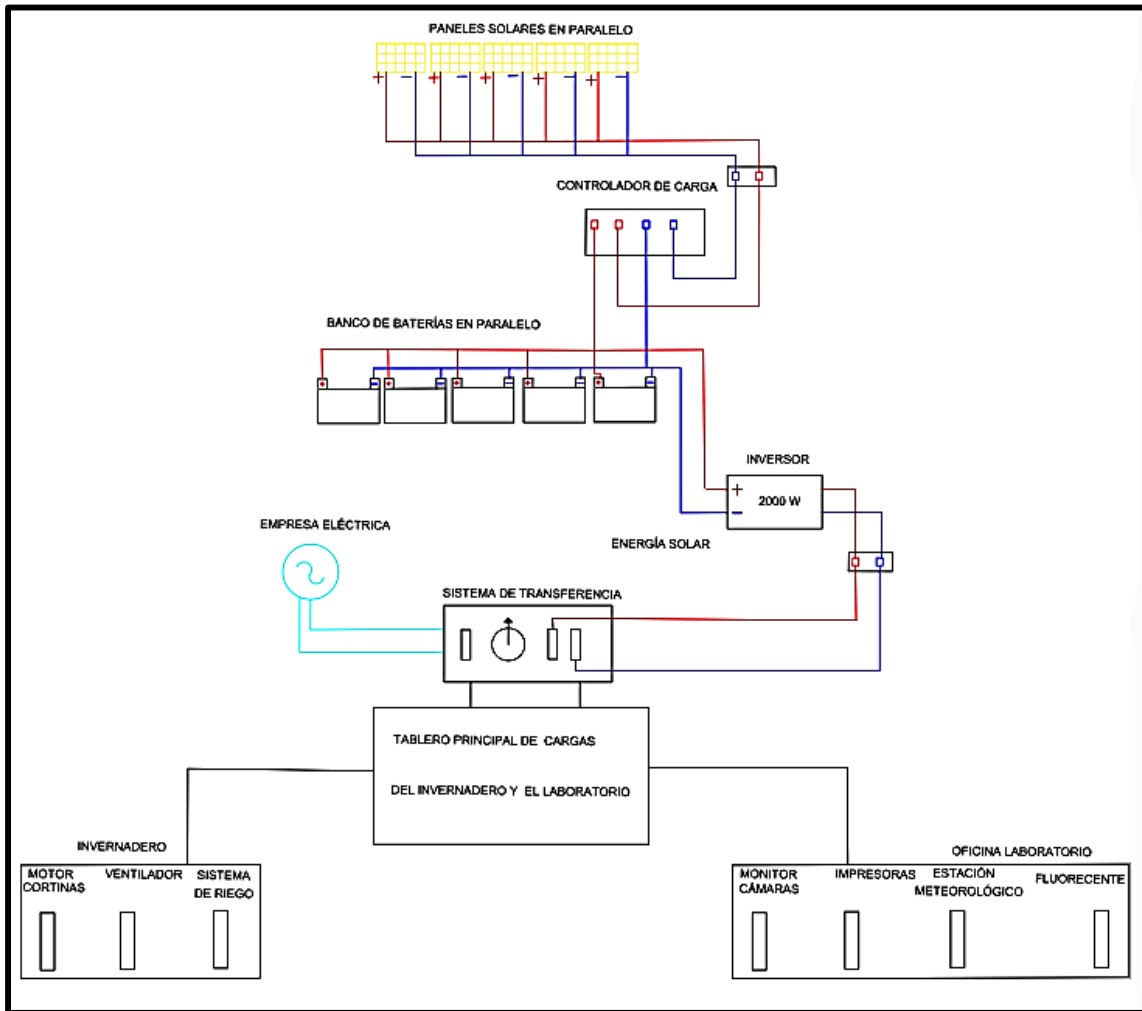 PANELES SOLARES EN PARALELO
+ − + − + − + − + −
CONTROLADOR DE CARGA
BANCO DE BATERÍAS EN PARALELO
INVERSOR
+
2000 W
−
EMPRESA ELÉCTRICA
ENERGÍA SOLAR
SISTEMA DE TRANSFERENCIA
TABLERO PRINCIPAL DE CARGAS
DEL INVERNADERO Y EL LABORATORIO
INVERNADERO
MOTOR
CORTINAS
VENTILADOR
SISTEMA
DE RIEGO
OFICINA LABORATORIO
MONITOR
CÁMARAS
IMPRESORAS
ESTACIÓN
METEOROLÓGICO
FLUORECENTE